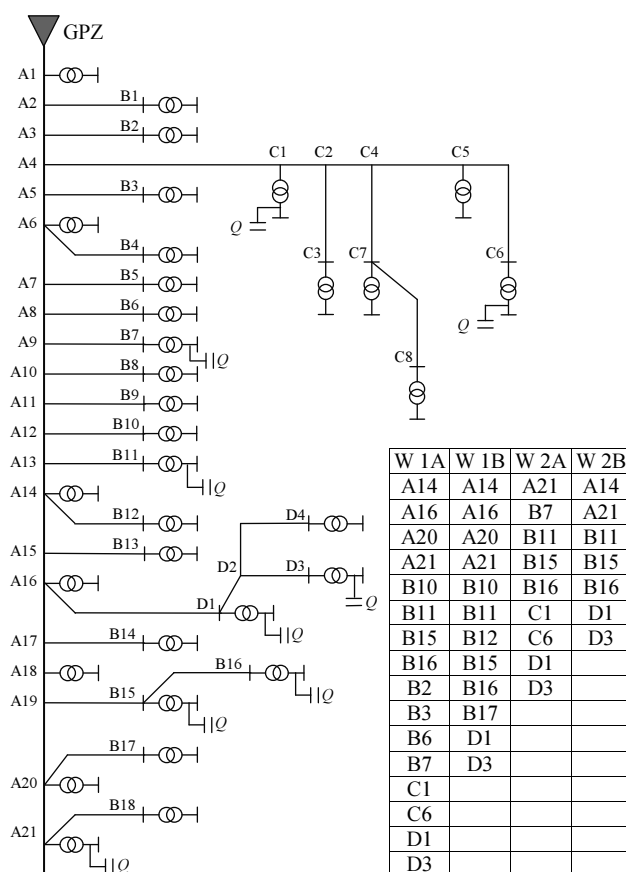 GPZ
A1
A2 B1
A3 B2
A4 C1 C2 C4 C5
A5 B3
Q
A6
B4 C3 C7 C6
A7 B5
A8 B6
Q
A9 B7
Q
A10 B8 C8
A11 B9
A12 B10
A13 B11
Q
A14
B12 D4
A15 B13
D2 D3
A16
Q
D1
Q
A17 B14
A18 B16
Q
A19 B15
Q
B17
A20
B18
A21
Q
W 1A W 1B W 2A W 2B
A14 A14 A21 A14
A16 A16 B7 A21
A20 A20 B11 B11
A21 A21 B15 B15
B10 B10 B16 B16
B11 B11 C1 D1
B15 B12 C6 D3
B16 B15 D1
B2 B16 D3
B3 B17
B6 D1
B7 D3
C1
C6
D1
D3